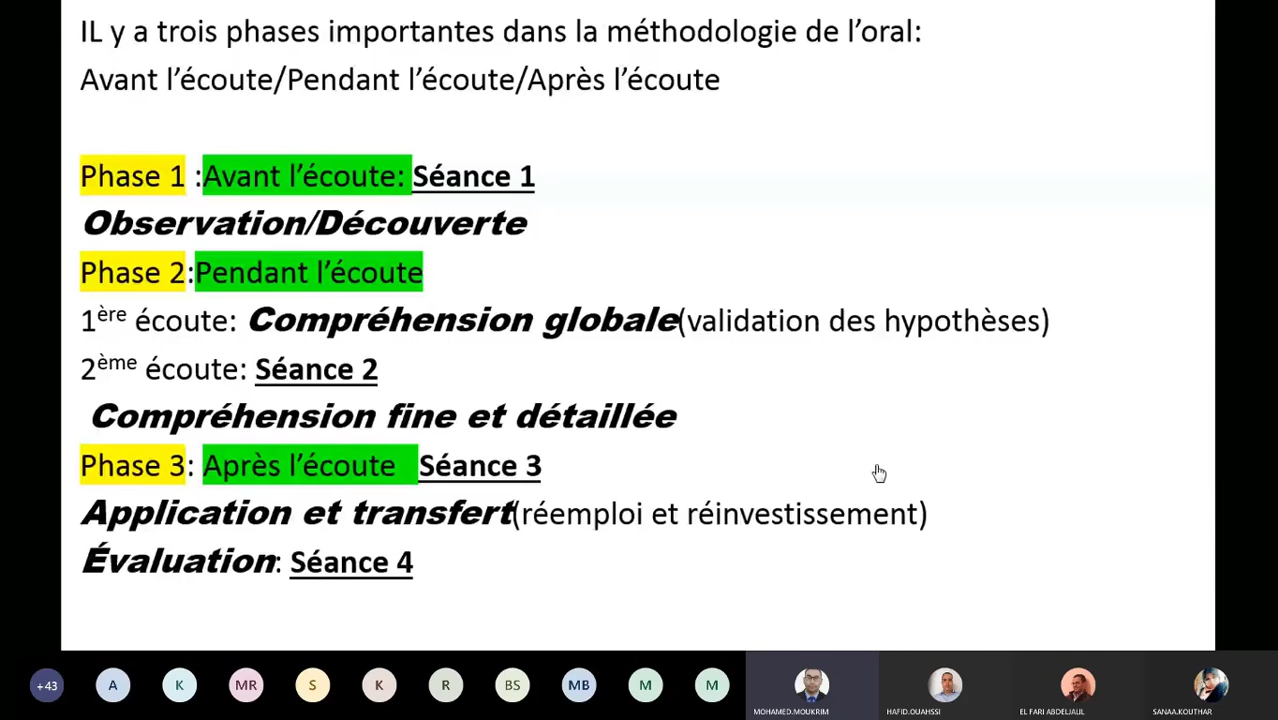 IL y a trois phases importantes dans la méthodologie de l’oral:
Avant l’écoute/Pendant l’écoute/Après l’écoute
Phase 1 :Avant l’écoute: Séance 1
Observation/Découverte
Phase 2:Pendant l’écoute
1ère écoute: Compréhension globale(validation des hypothèses)
2ème écoute: Séance 2
Compréhension fine et détaillée
Phase 3: Après l’écoute Séance 3
Application et transfert(réemploi et réinvestissement)
Évaluation: Séance 4
+43 A K MR S K R BS MB M M
MOHAMED.MOUKRIM HAFID.OUAHSSI EL FARI ABDELJALIL SANAA.KOUTHAR